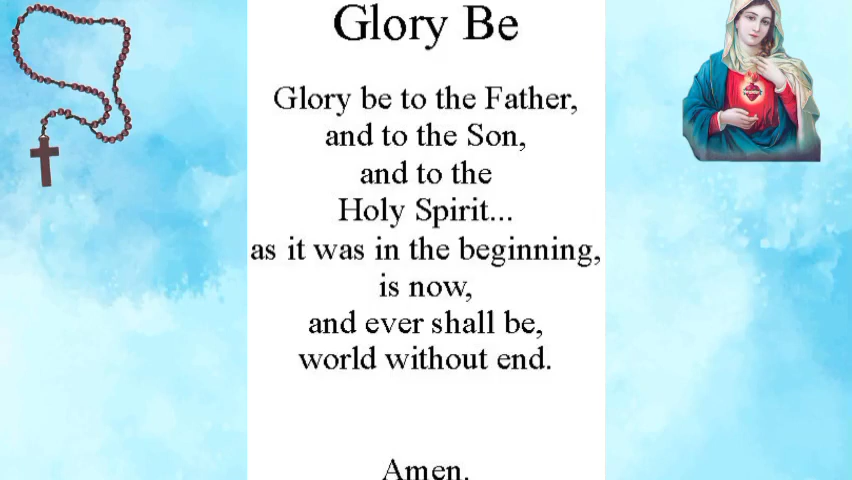 Glory Be
Glory be to the Father,
and to the Son,
and to the
Holy Spirit...
as it was in the beginning,
is now,
and ever shall be,
world without end.
Amen.